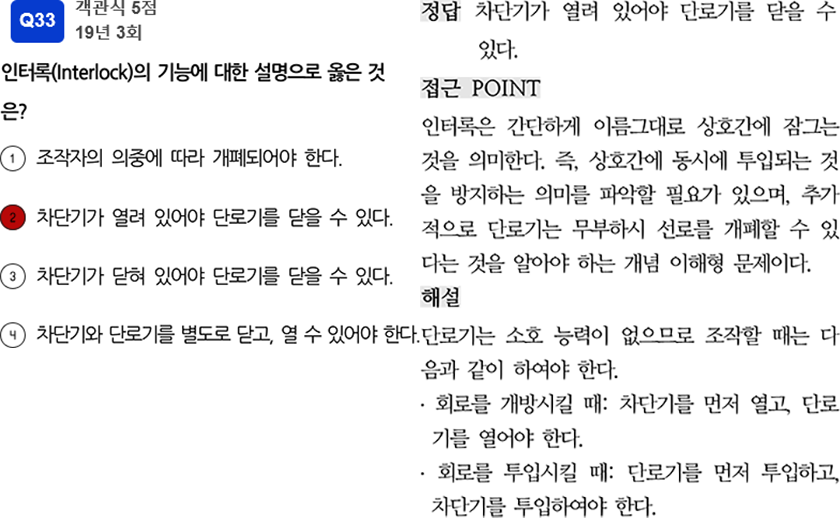 Q33
객관식 5점
19년 3회
인터록(Interlock)의 기능에 대한 설명으로 옳은 것
은?
1 조작자의 의중에 따라 개폐되어야 한다.
2 차단기가 열려 있어야 단로기를 닫을 수 있다.
3 차단기가 닫혀 있어야 단로기를 닫을 수 있다.
4 차단기와 단로기를 별도로 닫고, 열 수 있어야 한다.
정답 차단기가 열려 있어야 단로기를 닫을 수
있다.
접근 POINT
인터록은 간단하게 이름그대로 상호간에 잠그는
것을 의미한다. 즉, 상호간에 동시에 투입되는 것
을 방지하는 의미를 파악할 필요가 있으며, 추가
적으로 단로기는 무부하시 선로를 개폐할 수 있
다는 것을 알아야 하는 개념 이해형 문제이다.
해설
단로기는 소호 능력이 없으므로 조작할 때는 다
음과 같이 하여야 한다.
· 회로를 개방시킬 때: 차단기를 먼저 열고, 단로
기를 열어야 한다.
· 회로를 투입시킬 때: 단로기를 먼저 투입하고,
차단기를 투입하여야 한다.